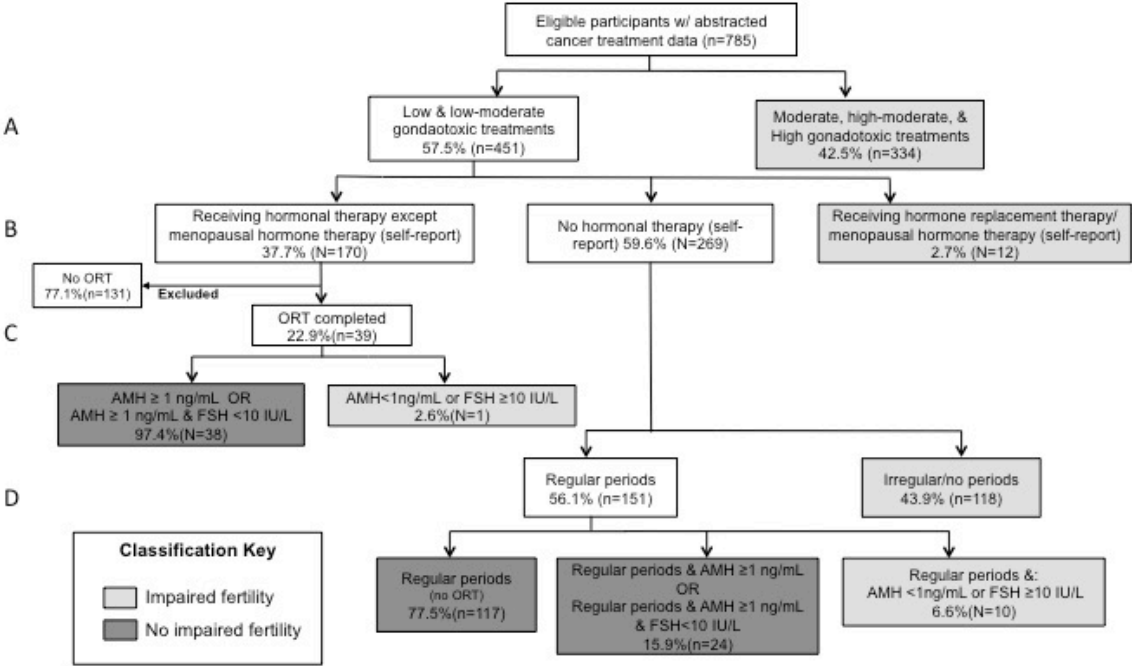 Eligible participants w/ abstracted
cancer treatment data (n=785)
A
Low & low-moderate
gondaotoxic treatments
57.5% (n=451)
Moderate, high-moderate, &
High gonadotoxic treatments
42.5% (n=334)
B
Receiving hormonal therapy except
menopausal hormone therapy (self-report)
37.7% (N=170)
No hormonal therapy (self-
report) 59.6% (N=269)
Receiving hormone replacement therapy/
menopausal hormone therapy (self-report)
2.7% (N=12)
No ORT
77.1%(n=131)
Excluded
C
ORT completed
22.9%(n=39)
AMH ≥ 1 ng/mL OR
AMH ≥ 1 ng/mL & FSH <10 IU/L
97.4%(N=38)
AMH<1ng/mL or FSH ≥10 IU/L
2.6%(N=1)
D
Regular periods
56.1% (n=151)
Irregular/no periods
43.9% (n=118)
Regular periods
(no ORT)
77.5%(n=117)
Regular periods & AMH ≥1 ng/mL
OR
Regular periods & AMH ≥1 ng/mL
& FSH<10 IU/L
15.9%(n=24)
Regular periods &:
AMH <1ng/mL or FSH ≥10 IU/L
6.6%(N=10)
Classification Key
Impaired fertility
No impaired fertility